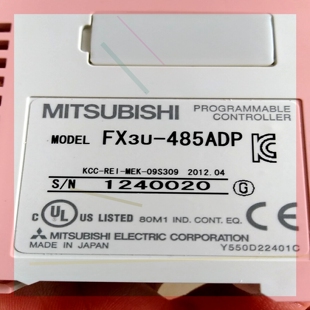 MITSUBISHI PROGRAMMABLE CONTROLLER
MODEL FX3U-485ADP
KCC-REI-MEK-09S309 2012.04
S/N 1240020 G
c UL US LISTED 80M1 IND. CONT. EQ.
MITSUBISHI ELECTRIC CORPORATION
MADE IN JAPAN Y550D22401C